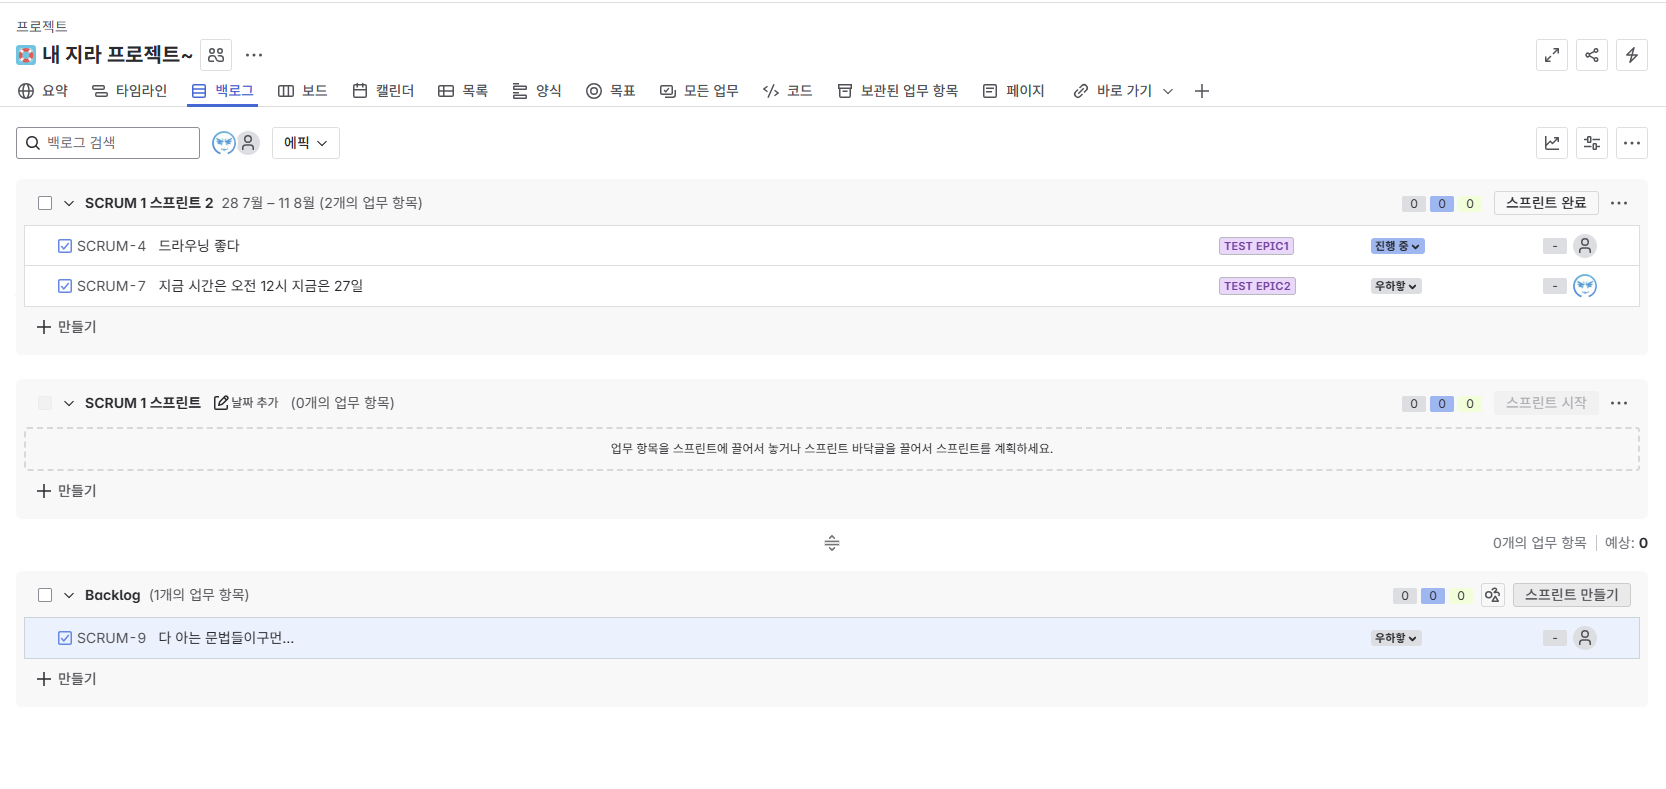 프로젝트
내 지라 프로젝트~
요약 타임라인 백로그 보드 캘린더 목록 양식 목표 모든 업무 코드 보관된 업무 항목 페이지 바로 가기
백로그 검색 에픽
SCRUM 1 스프린트 2 28 7월 – 11 8월 (2개의 업무 항목) 0 0 0 스프린트 완료
SCRUM-4 드라우닝 좋다 TEST EPIC1 진행 중 -
SCRUM-7 지금 시간은 오전 12시 지금은 27일 TEST EPIC2 우하핳 -
만들기
SCRUM 1 스프린트 날짜 추가 (0개의 업무 항목) 0 0 0 스프린트 시작
업무 항목을 스프린트에 끌어서 놓거나 스프린트 바닥글을 끌어서 스프린트를 계획하세요.
만들기
0개의 업무 항목 예상: 0
Backlog (1개의 업무 항목) 0 0 0 스프린트 만들기
SCRUM-9 다 아는 문법들이구먼... 우하핳 -
만들기